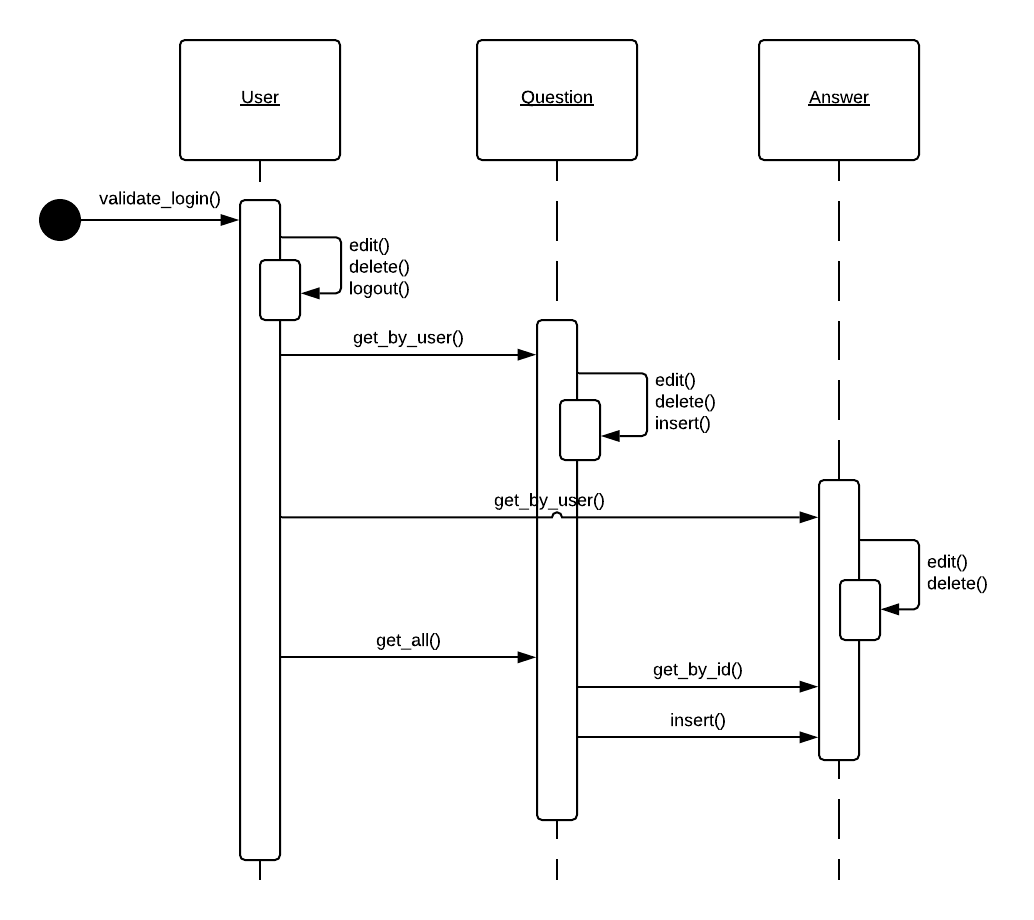 User
Question
Answer
validate_login()
edit()
delete()
logout()
get_by_user()
edit()
delete()
insert()
get_by_user()
edit()
delete()
get_all()
get_by_id()
insert()